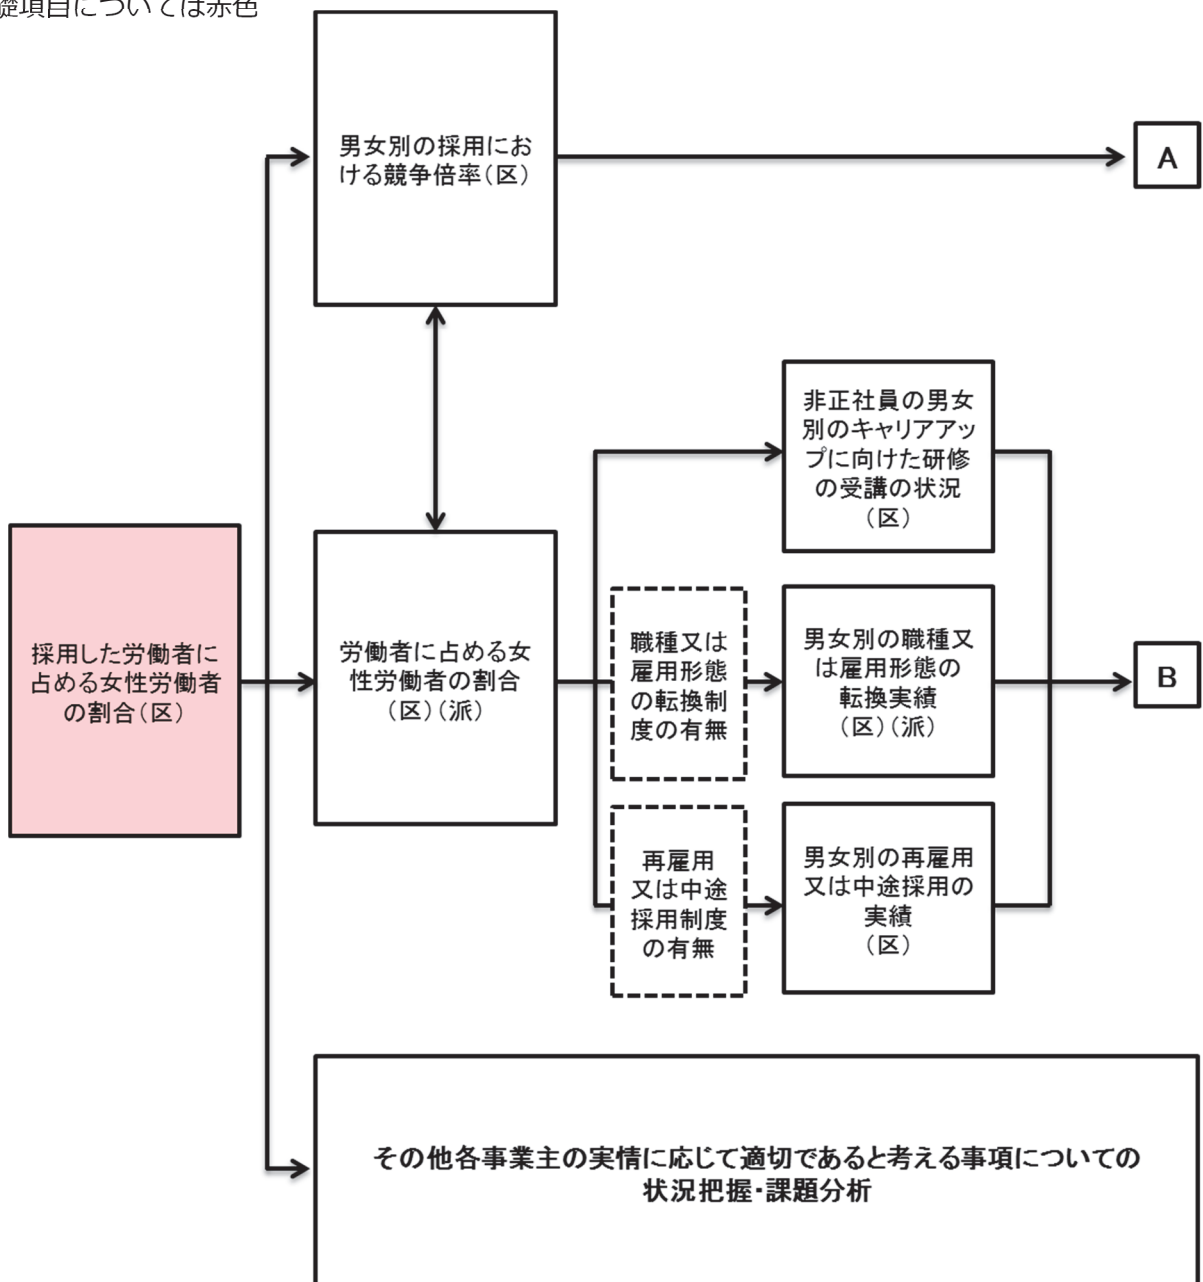 礎項目については赤色
男女別の採用にお
ける競争倍率(区)
A
非正社員の男女
別のキャリアアッ
プに向けた研修
の受講の状況
(区)
採用した労働者に
占める女性労働者
の割合(区)
労働者に占める女
性労働者の割合
(区)(派)
職種又は
雇用形態
の転換制
度の有無
男女別の職種又
は雇用形態の
転換実績
(区)(派)
B
再雇用
又は中途
採用制度
の有無
男女別の再雇用
又は中途採用の
実績
(区)
その他各事業主の実情に応じて適切であると考える事項についての
状況把握・課題分析